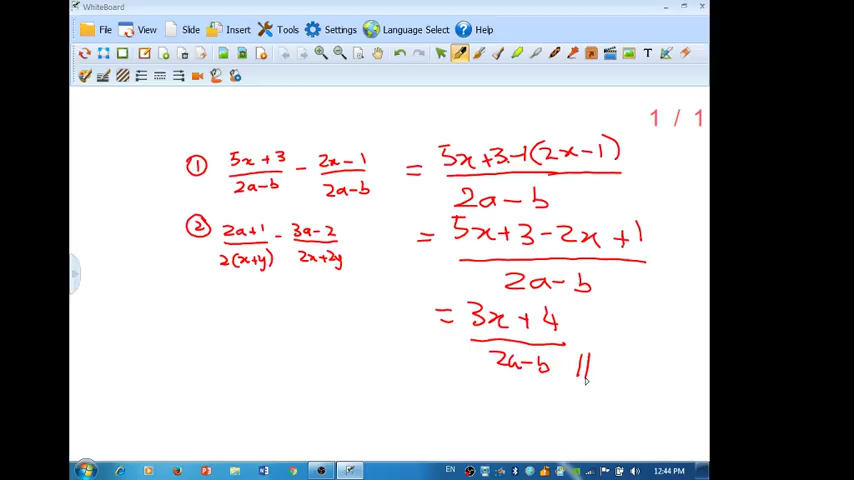 WhiteBoard
File View Slide Insert Tools Settings Language Select Help
1 / 1
① (5x+3)/(2a-b) - (2x-1)/(2a-b) = (5x+3-1(2x-1))/(2a-b)
= (5x+3-2x+1)/(2a-b)
= (3x+4)/(2a-b) //
② (2a+1)/(2(x+y)) - (3a-2)/(2x+2y)
EN 12:44 PM